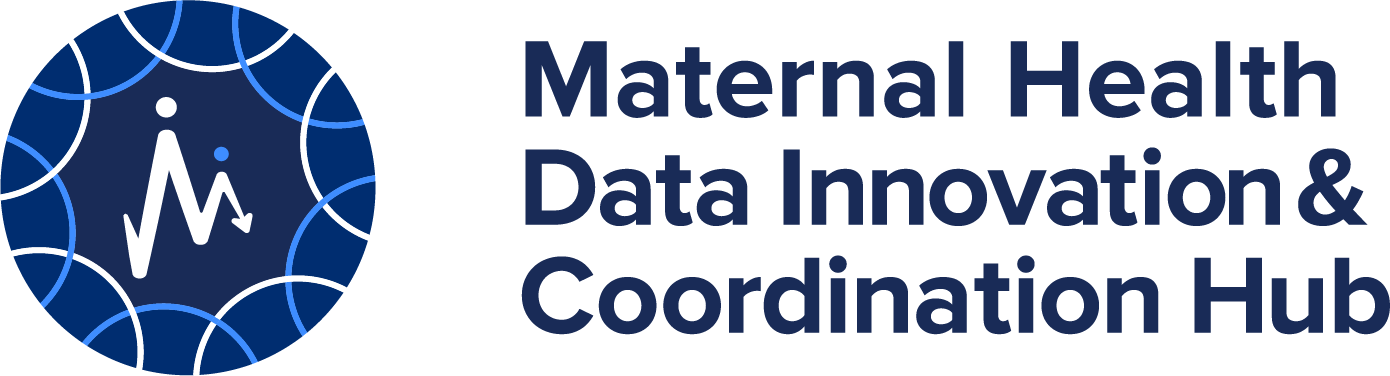 Maternal Health
Data Innovation &
Coordination Hub